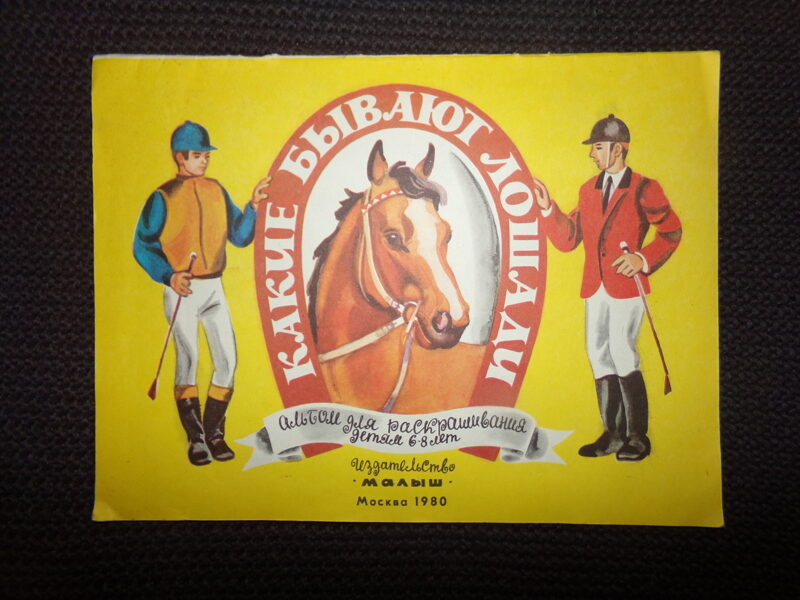 КАКИЕ БЫВАЮТ ЛОШАДИ
альбом для раскрашивания
детям 6-8 лет
издательство
· малыш ·
Москва 1980